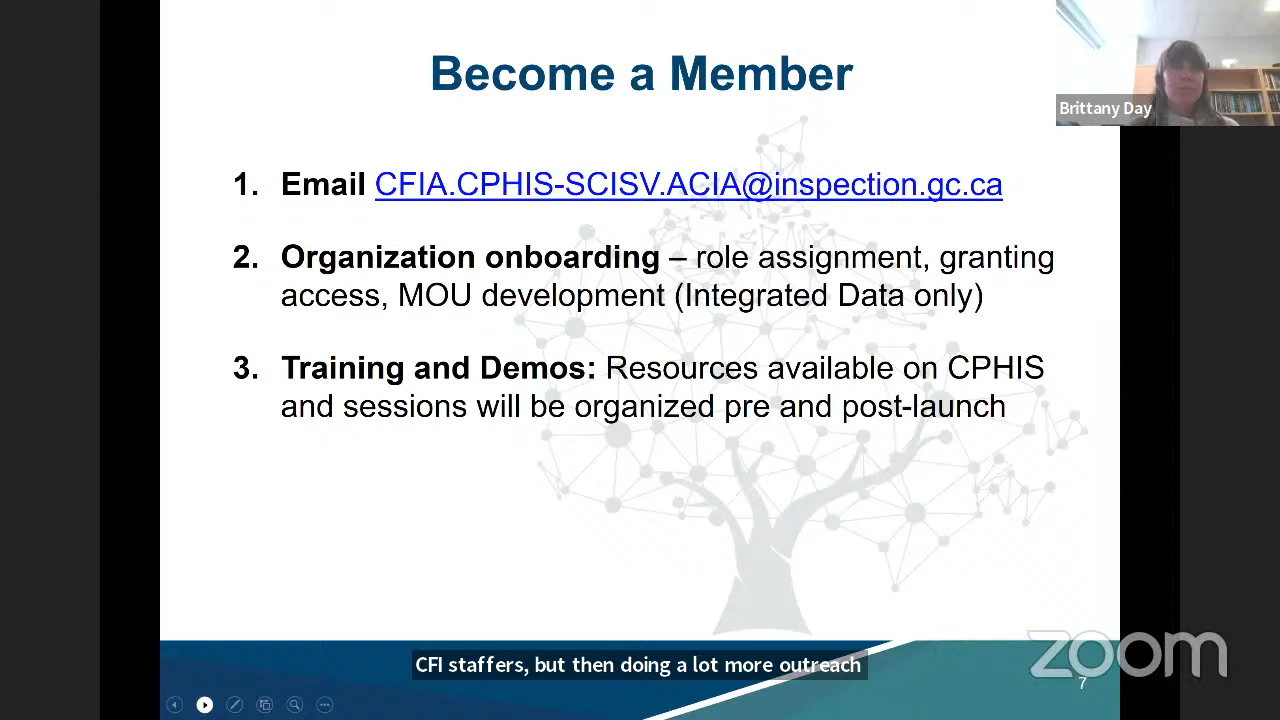 Become a Member
Brittany Day
1. Email CFIA.CPHIS-SCISV.ACIA@inspection.gc.ca
2. Organization onboarding – role assignment, granting
access, MOU development (Integrated Data only)
3. Training and Demos: Resources available on CPHIS
and sessions will be organized pre and post-launch
CFI staffers, but then doing a lot more outreach
zoom
7